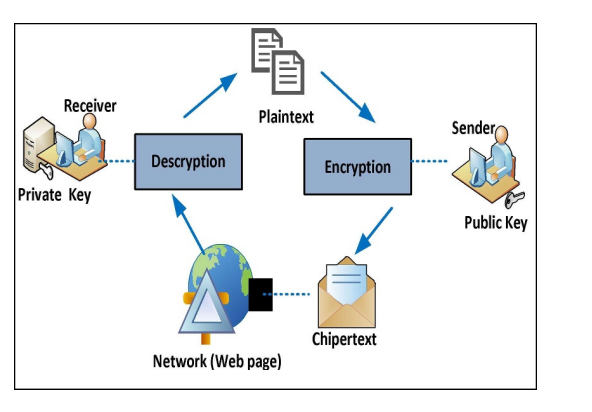 Plaintext
Receiver
Descryption
Private Key
Encryption
Sender
Public Key
Chipertext
Network (Web page)